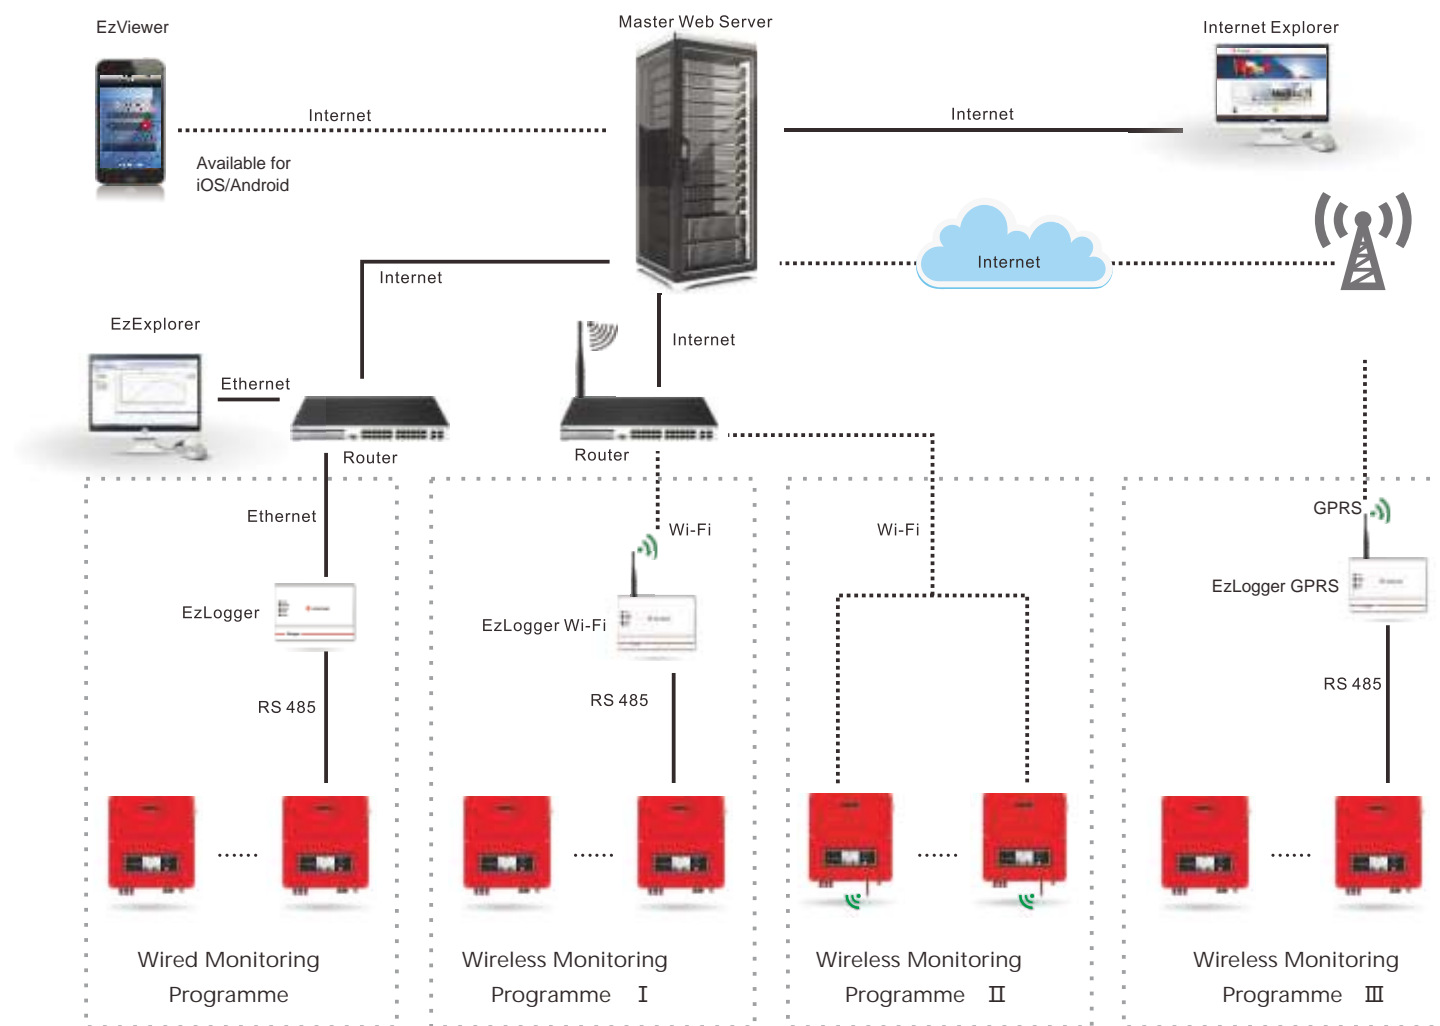 EzViewer
Master Web Server
Internet Explorer
Internet
Internet
Available for
iOS/Android
Internet
Internet
EzExplorer
Internet
Ethernet
Router
Router
Ethernet
GPRS
Wi-Fi
Wi-Fi
EzLogger
EzLogger Wi-Fi
EzLogger GPRS
RS 485
RS 485
RS 485
......
......
......
......
Wired Monitoring
Programme
Wireless Monitoring
Programme I
Wireless Monitoring
Programme II
Wireless Monitoring
Programme III